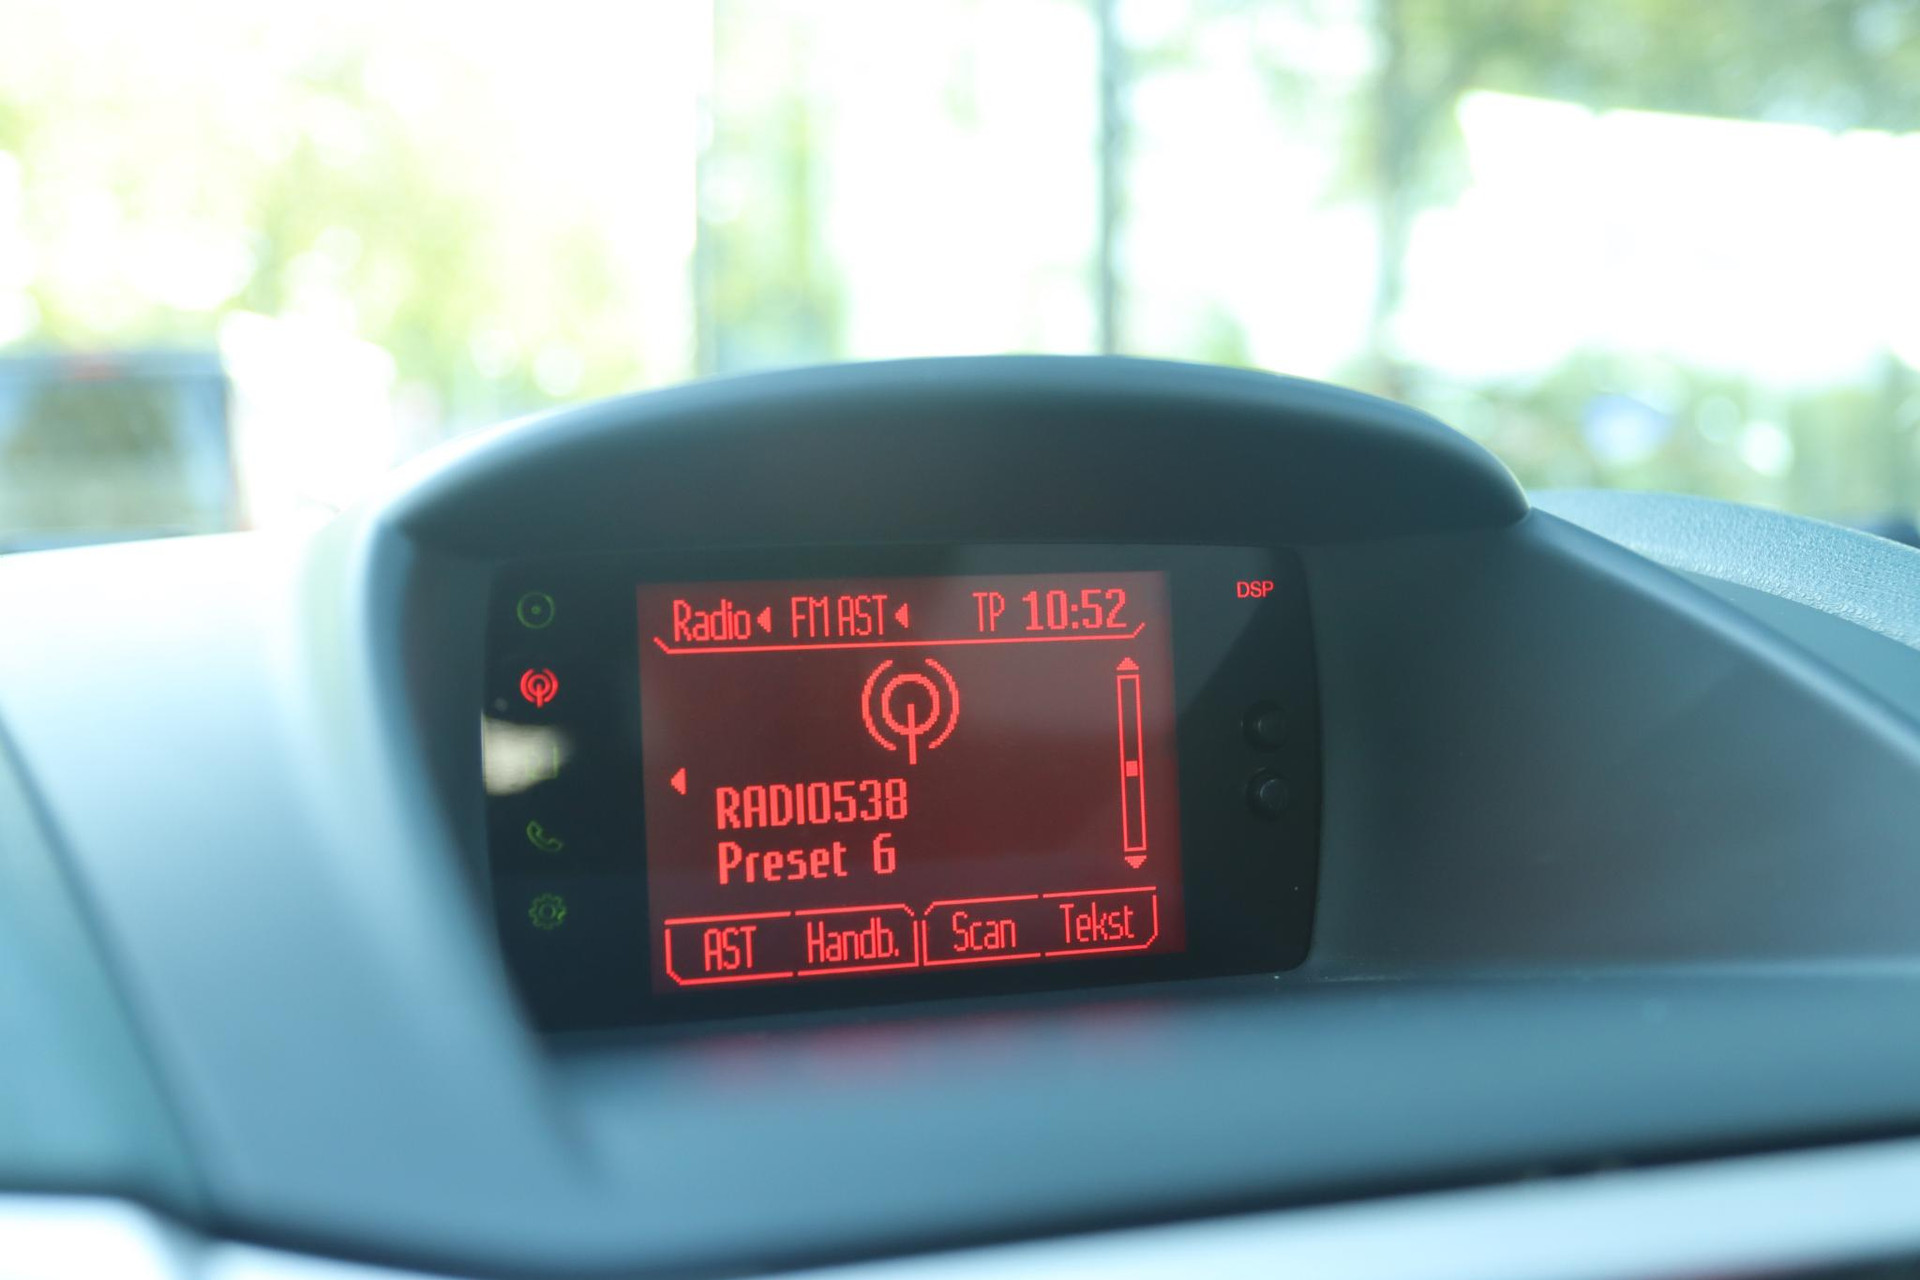 Radio FM AST TP 10:52
DSP
RADIO538
Preset 6
AST Handb. Scan Tekst